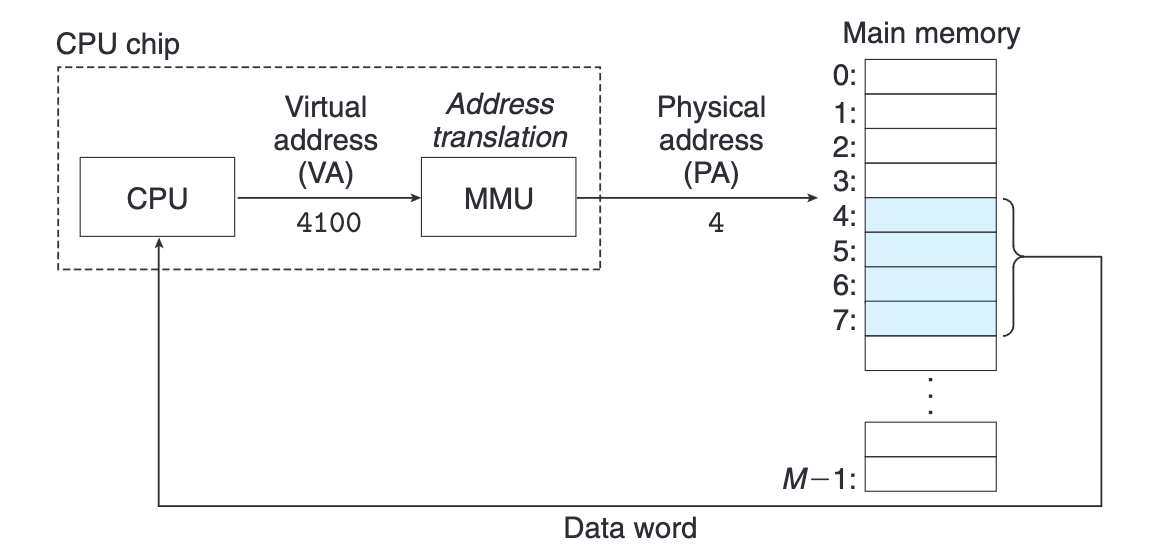 CPU chip
Main memory
Virtual
address
(VA)
Address
translation
Physical
address
(PA)
CPU
4100
MMU
4
0:
1:
2:
3:
4:
5:
6:
7:
M−1:
Data word